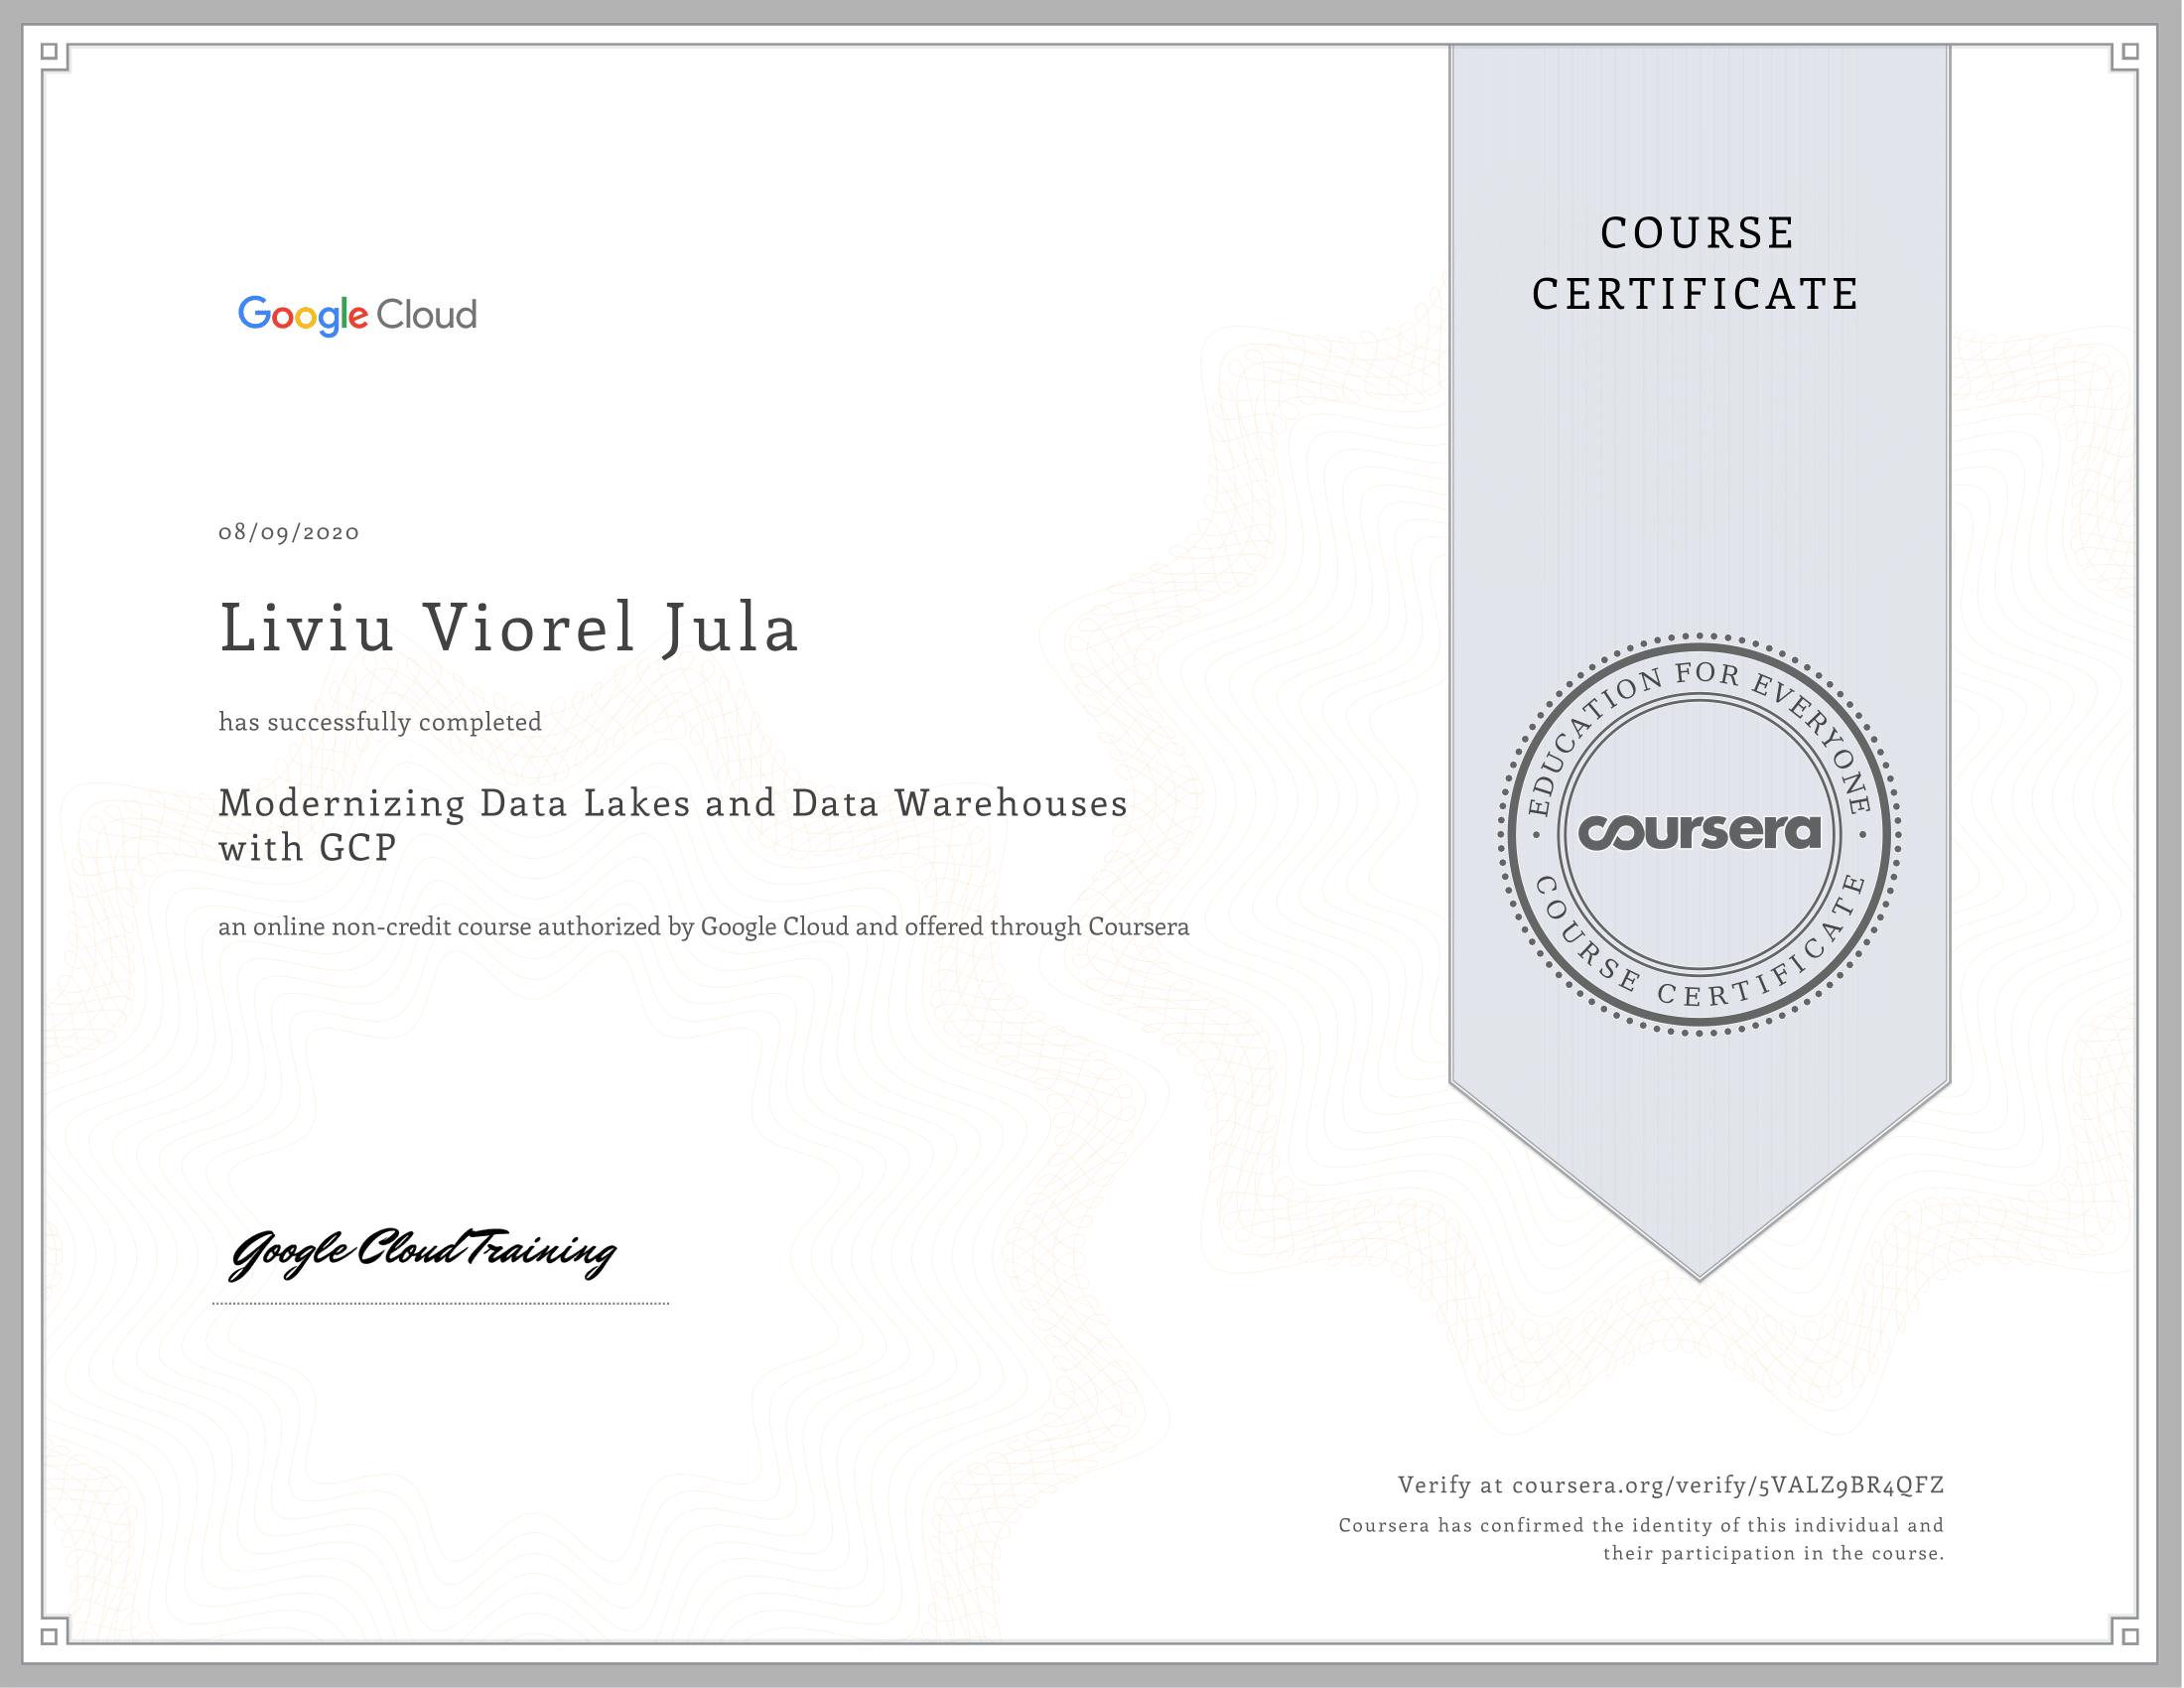 COURSE
CERTIFICATE
Google Cloud
08/09/2020
Liviu Viorel Jula
has successfully completed
Modernizing Data Lakes and Data Warehouses
with GCP
an online non-credit course authorized by Google Cloud and offered through Coursera
EDUCATION FOR EVERYONE
coursera
COURSE CERTIFICATE
Google Cloud Training
Verify at coursera.org/verify/5VALZ9BR4QFZ
Coursera has confirmed the identity of this individual and
their participation in the course.